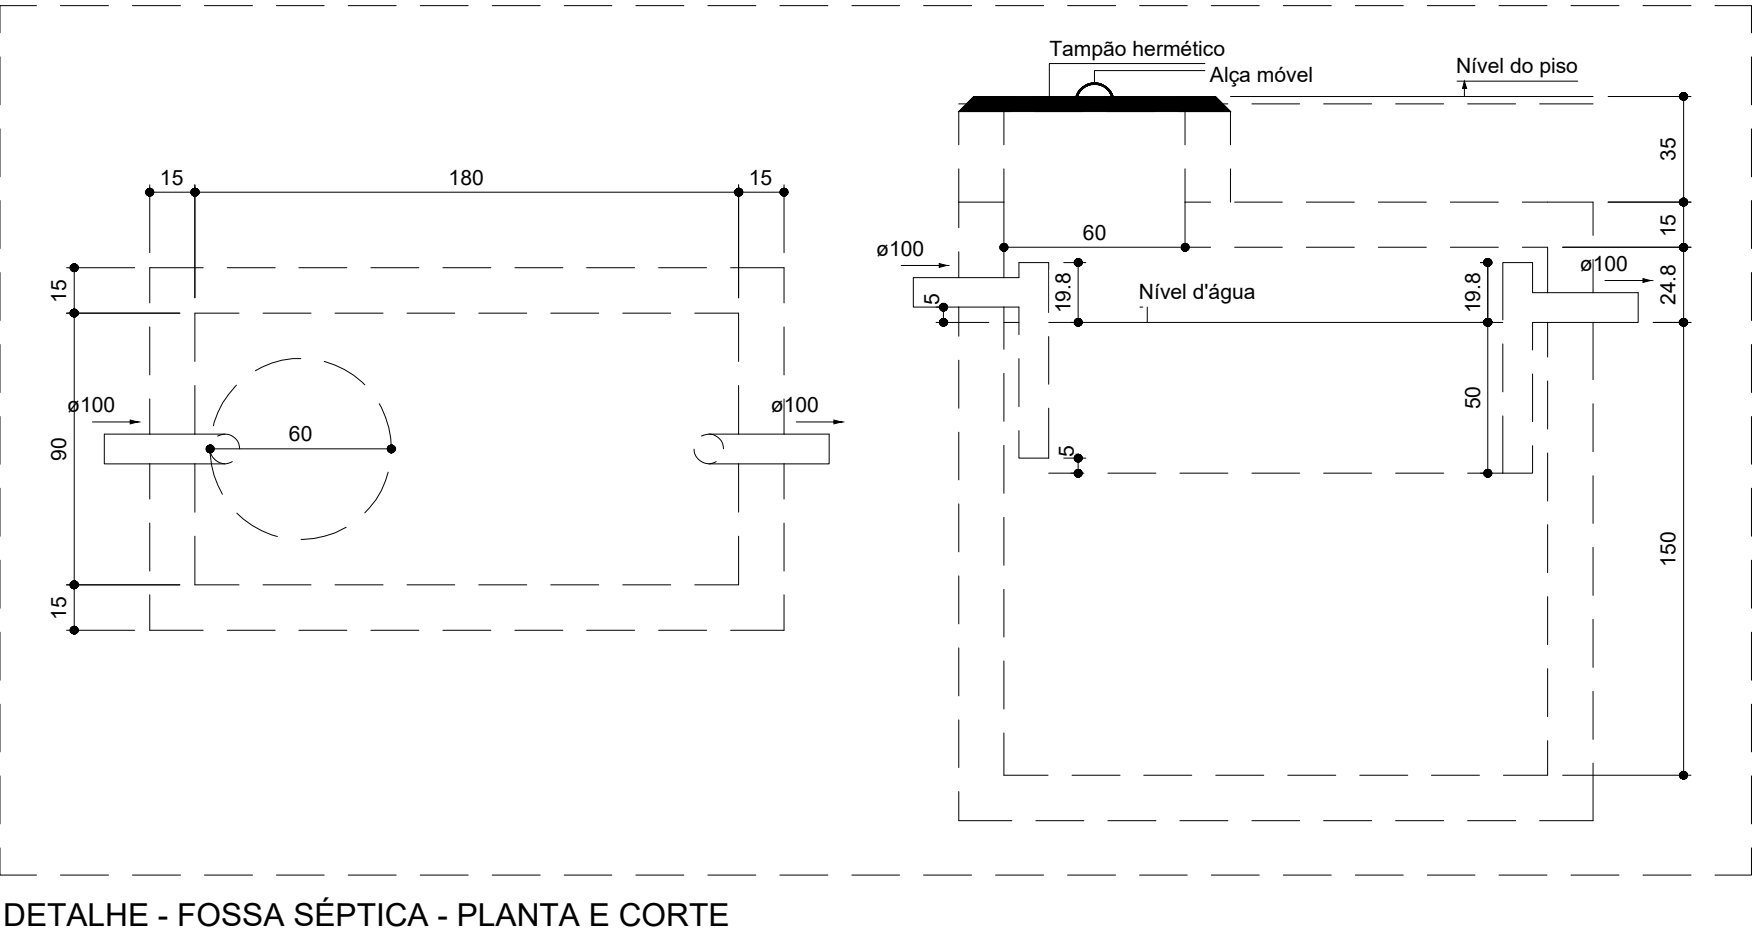 15
180
15
15
90
15
ø100
60
ø100
Tampão hermético
Alça móvel
Nível do piso
35
15
24.8
150
60
ø100
5
19.8
Nível d'água
19.8
ø100
50
5
DETALHE - FOSSA SÉPTICA - PLANTA E CORTE